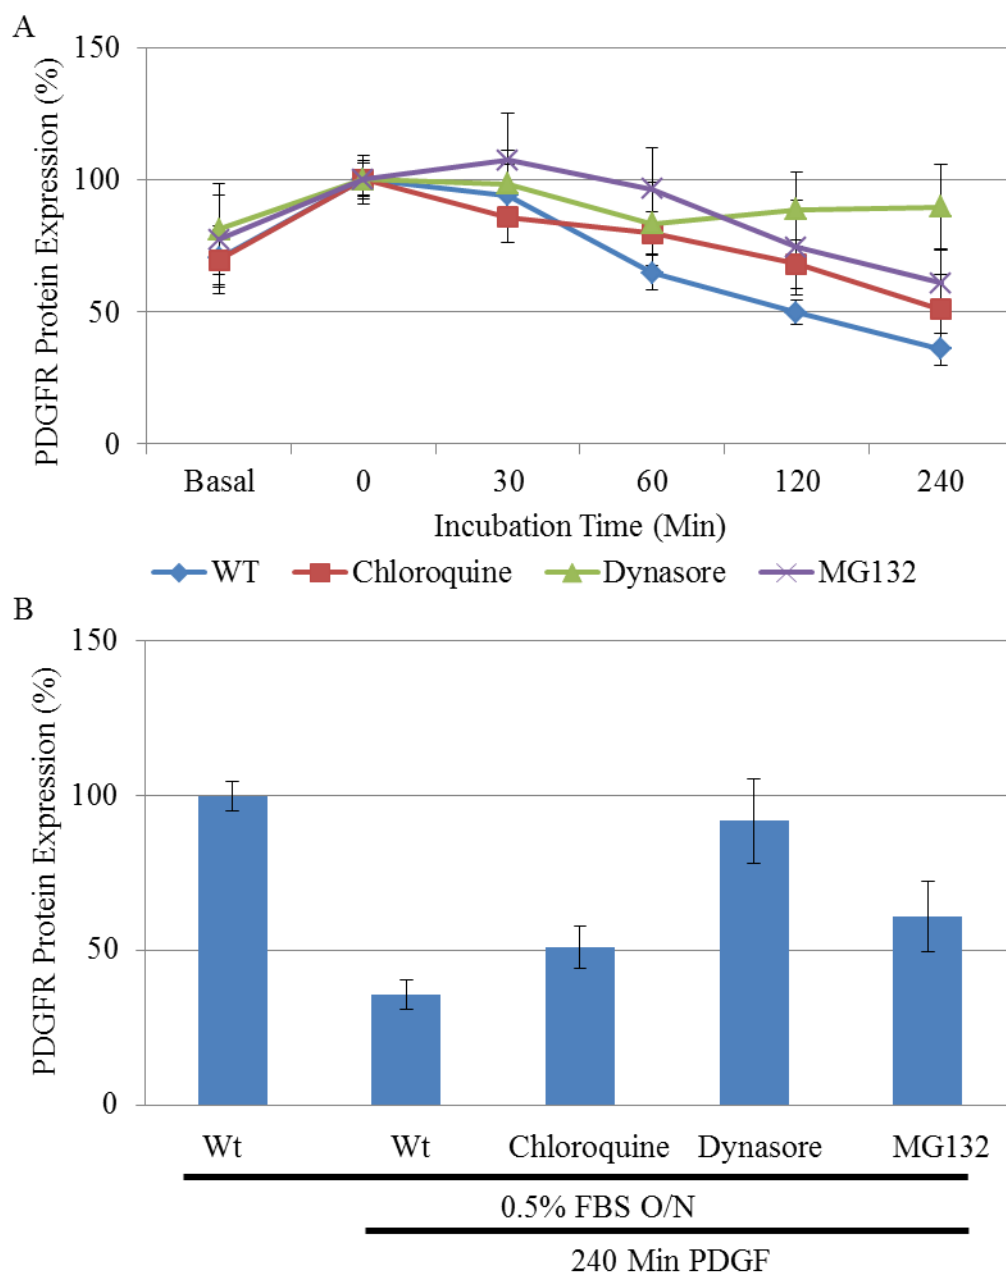 A
PDGFR Protein Expression (%)
150
100
50
0
Basal 0 30 60 120 240
Incubation Time (Min)
WT Chloroquine Dynasore MG132
B
PDGFR Protein Expression (%)
150
100
50
0
Wt Wt Chloroquine Dynasore MG132
0.5% FBS O/N
240 Min PDGF